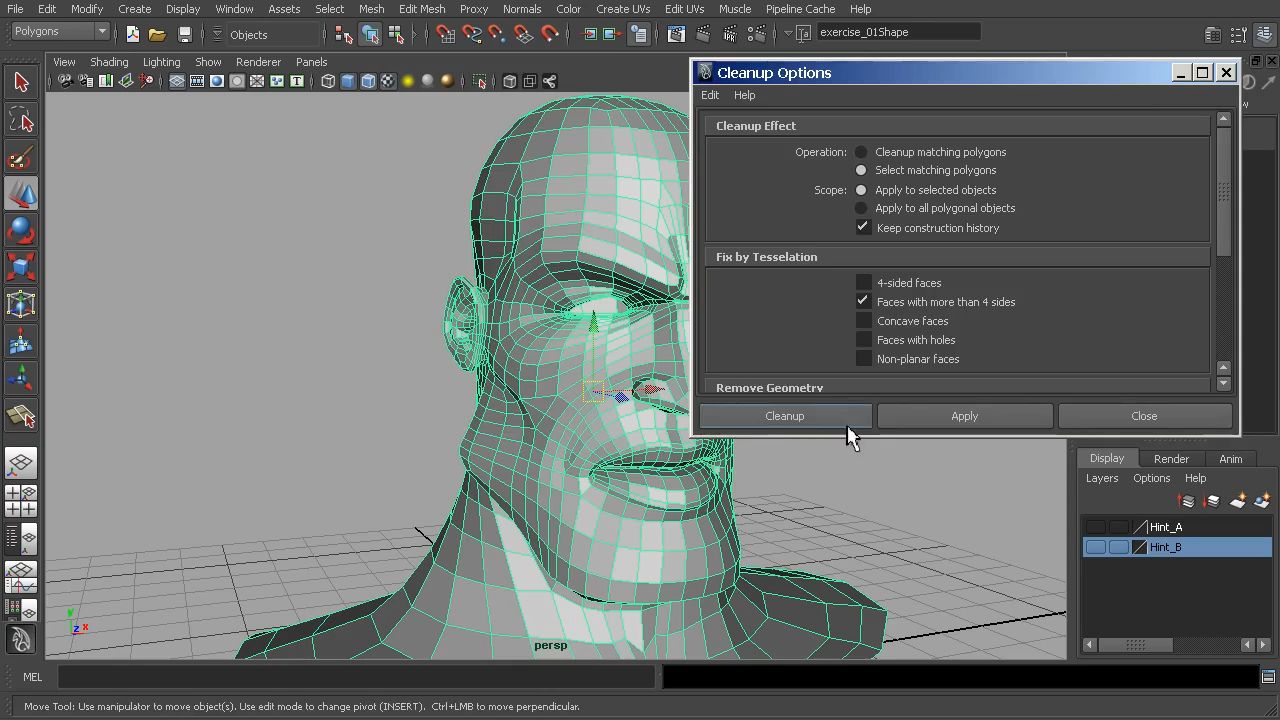 File Edit Modify Create Display Window Assets Select Mesh Edit Mesh Proxy Normals Color Create UVs Edit UVs Muscle Pipeline Cache Help
Polygons Objects exercise_01Shape
View Shading Lighting Show Renderer Panels
Cleanup Options
Edit Help
Cleanup Effect
Operation: Cleanup matching polygons
Select matching polygons
Scope: Apply to selected objects
Apply to all polygonal objects
Keep construction history
Fix by Tesselation
4-sided faces
Faces with more than 4 sides
Concave faces
Faces with holes
Non-planar faces
Remove Geometry
Cleanup Apply Close
Display Render Anim
Layers Options Help
Hint_A
Hint_B
y
z x
persp
MEL
Move Tool: Use manipulator to move object(s). Use edit mode to change pivot (INSERT). Ctrl+LMB to move perpendicular.